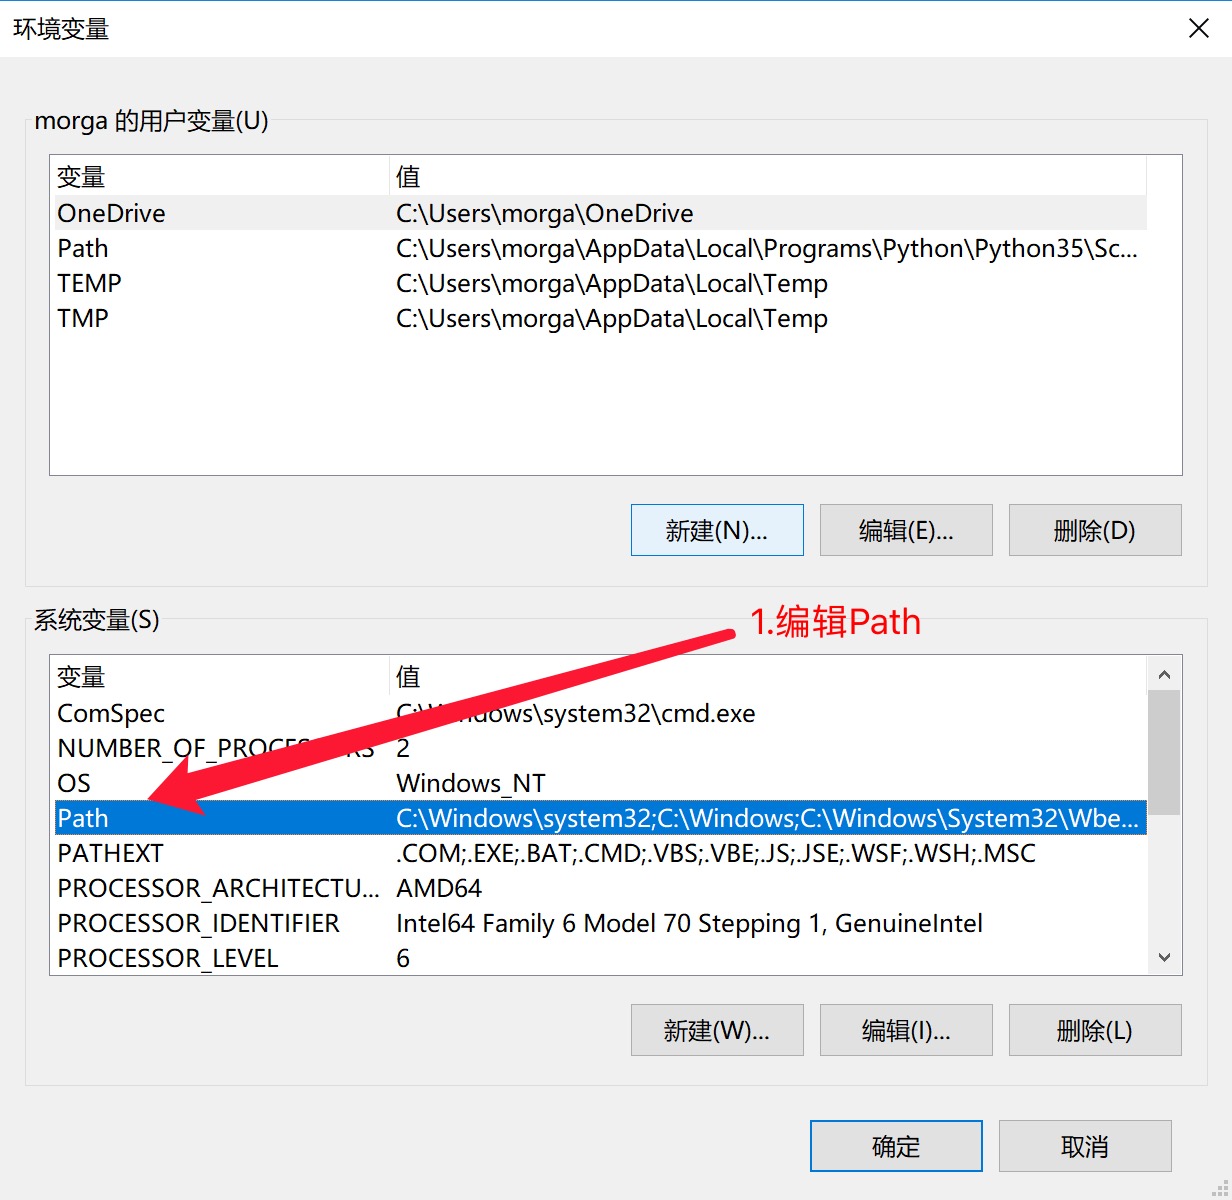 环境变量
morga 的用户变量(U)
变量 值
OneDrive C:\Users\morga\OneDrive
Path C:\Users\morga\AppData\Local\Programs\Python\Python35\Sc...
TEMP C:\Users\morga\AppData\Local\Temp
TMP C:\Users\morga\AppData\Local\Temp
新建(N)... 编辑(E)... 删除(D)
系统变量(S)
1.编辑Path
变量 值
ComSpec C:\Windows\system32\cmd.exe
NUMBER_OF_PROCESSORS 2
OS Windows_NT
Path C:\Windows\system32;C:\Windows;C:\Windows\System32\Wbe...
PATHEXT .COM;.EXE;.BAT;.CMD;.VBS;.VBE;.JS;.JSE;.WSF;.WSH;.MSC
PROCESSOR_ARCHITECTU... AMD64
PROCESSOR_IDENTIFIER Intel64 Family 6 Model 70 Stepping 1, GenuineIntel
PROCESSOR_LEVEL 6
新建(W)... 编辑(I)... 删除(L)
确定 取消